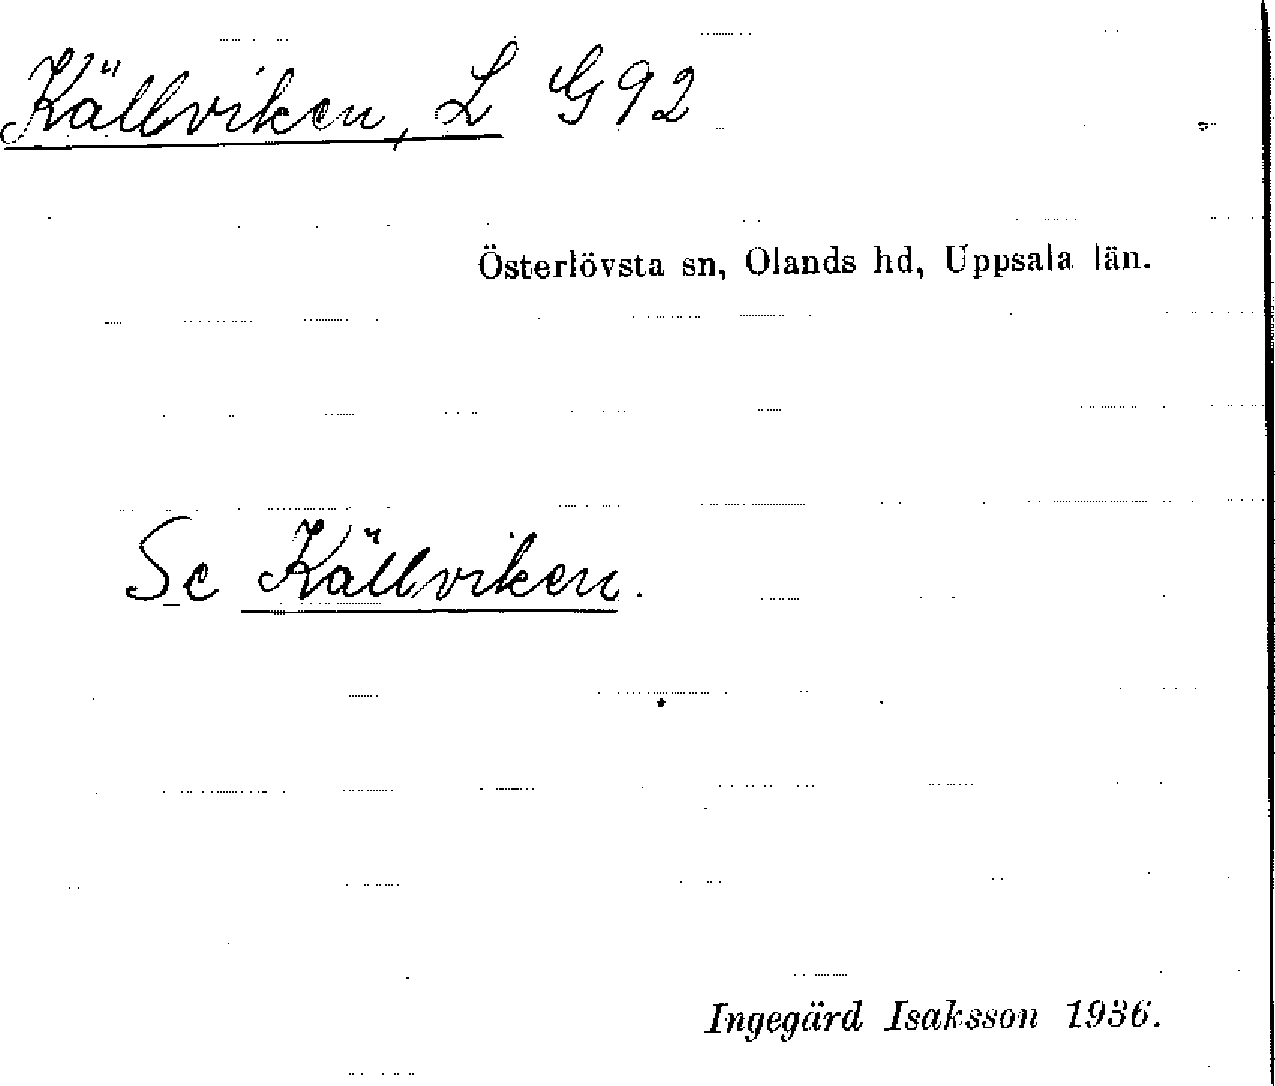 Källviken, L G92
Österlövsta sn, Olands hd, Uppsala län.
Se Källviken.
Ingegärd Isaksson 1936.